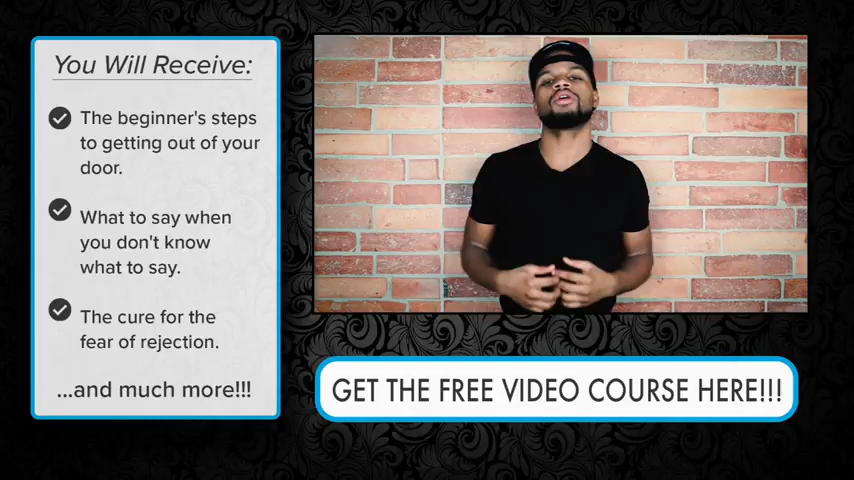 You Will Receive:
The beginner's steps
to getting out of your
door.
What to say when
you don't know
what to say.
The cure for the
fear of rejection.
...and much more!!!
GET THE FREE VIDEO COURSE HERE!!!